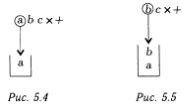 a b c × +
a
Рис. 5.4
b c × +
b
a
Рис. 5.5